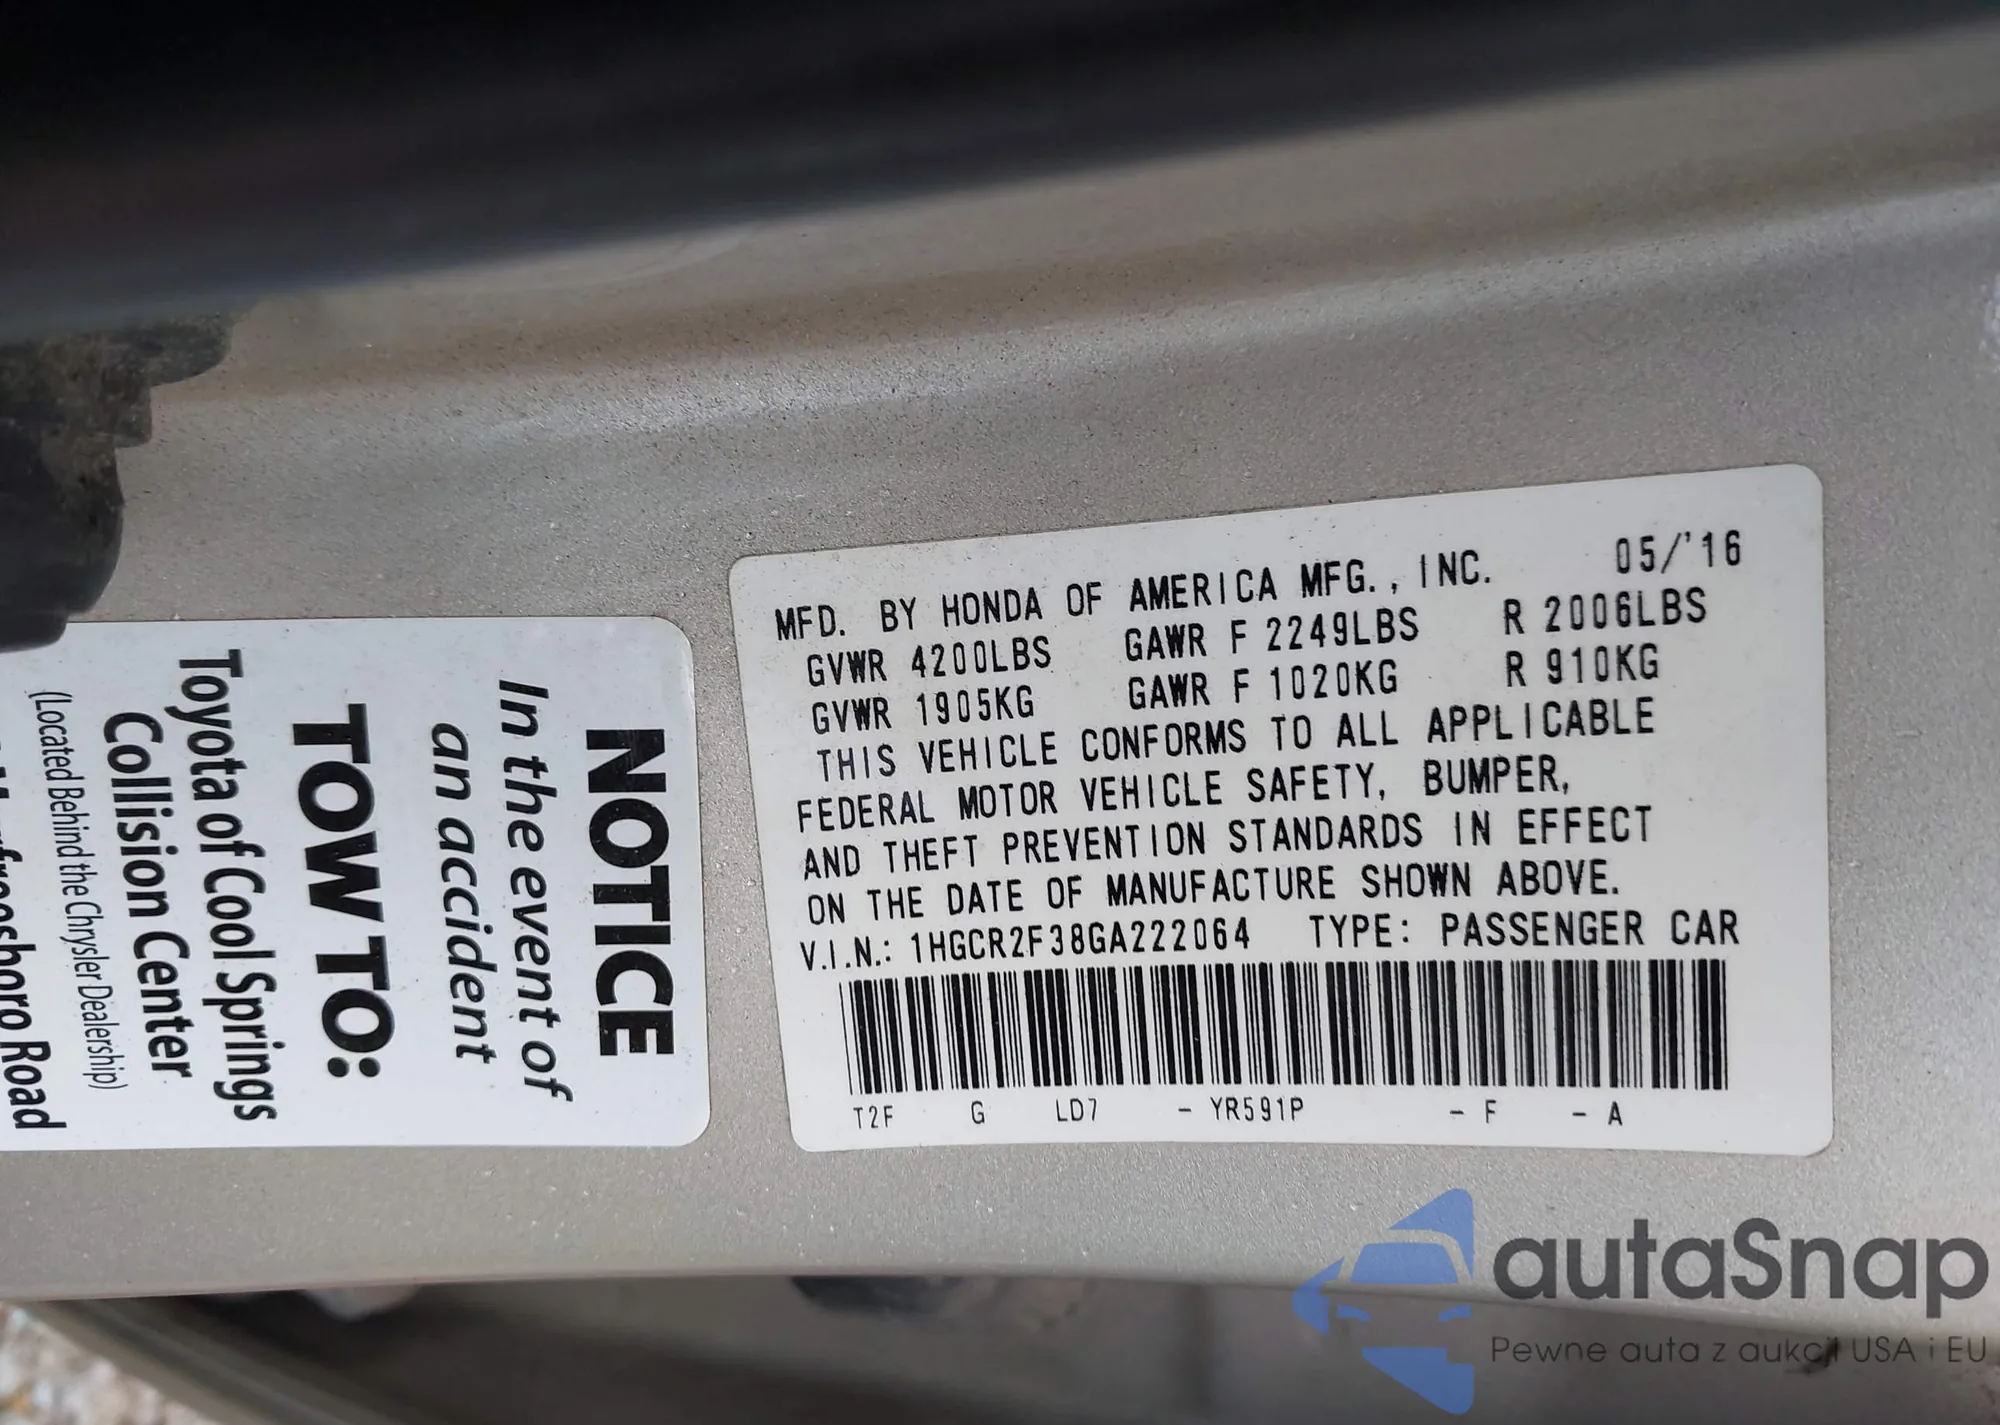 NOTICE
In the event of
an accident
TOW TO:
Toyota of Cool Springs
Collision Center
(Located Behind the Chrysler Dealership)
Road
MFD. BY HONDA OF AMERICA MFG., INC. 05/'16
GVWR 4200LBS GAWR F 2249LBS R 2006LBS
GVWR 1905KG GAWR F 1020KG R 910KG
THIS VEHICLE CONFORMS TO ALL APPLICABLE
FEDERAL MOTOR VEHICLE SAFETY, BUMPER,
AND THEFT PREVENTION STANDARDS IN EFFECT
ON THE DATE OF MANUFACTURE SHOWN ABOVE.
V.I.N.: 1HGCR2F38GA222064 TYPE: PASSENGER CAR
T2F G LD7 - YR591P - F - A
autaSnap
Pewne auta z aukcji USA i EU